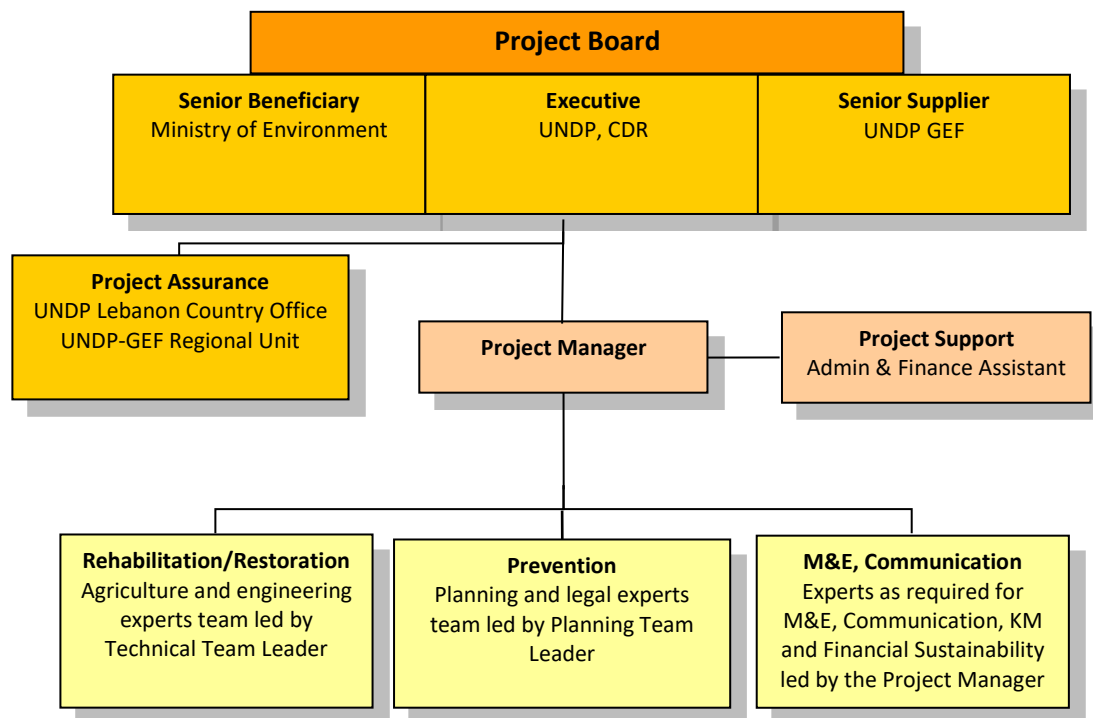 Project Board
Senior Beneficiary
Ministry of Environment
Executive
UNDP, CDR
Senior Supplier
UNDP GEF
Project Assurance
UNDP Lebanon Country Office
UNDP-GEF Regional Unit
Project Manager
Project Support
Admin & Finance Assistant
Rehabilitation/Restoration
Agriculture and engineering
experts team led by
Technical Team Leader
Prevention
Planning and legal experts
team led by Planning Team
Leader
M&E, Communication
Experts as required for
M&E, Communication, KM
and Financial Sustainability
led by the Project Manager